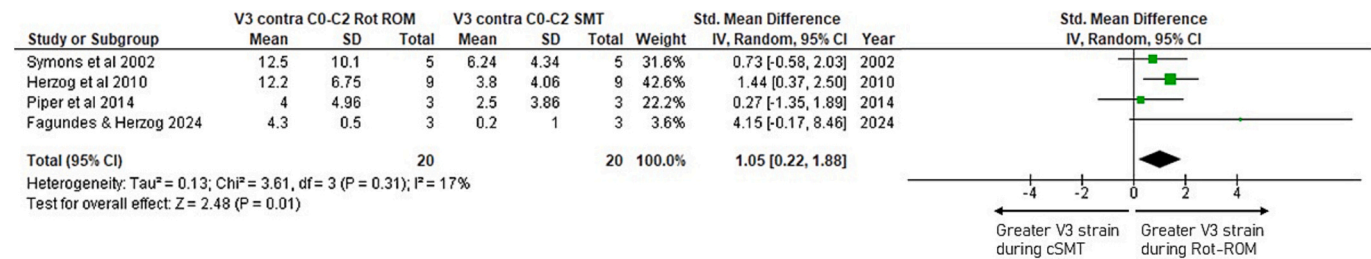 V3 contra C0-C2 Rot ROM V3 contra C0-C2 SMT Std. Mean Difference Std. Mean Difference
Study or Subgroup Mean SD Total Mean SD Total Weight IV, Random, 95% CI Year IV, Random, 95% CI
Symons et al 2002 12.5 10.1 5 6.24 4.34 5 31.6% 0.73 [-0.58, 2.03] 2002
Herzog et al 2010 12.2 6.75 9 3.8 4.06 9 42.6% 1.44 [0.37, 2.50] 2010
Piper et al 2014 4 4.96 3 2.5 3.86 3 22.2% 0.27 [-1.35, 1.89] 2014
Fagundes & Herzog 2024 4.3 0.5 3 0.2 1 3 3.6% 4.15 [-0.17, 8.46] 2024
Total (95% CI) 20 20 100.0% 1.05 [0.22, 1.88]
Heterogeneity: Tau² = 0.13; Chi² = 3.61, df = 3 (P = 0.31); I² = 17%
Test for overall effect: Z = 2.48 (P = 0.01)
-4 -2 0 2 4
Greater V3 strain during cSMT
Greater V3 strain during Rot-ROM